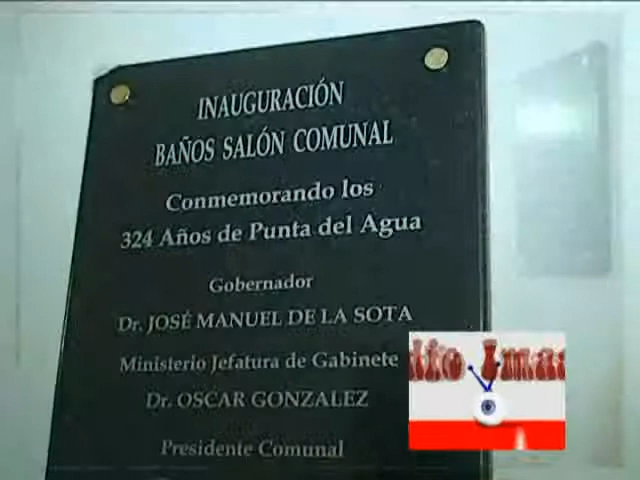 INAUGURACIÓN
BAÑOS SALÓN COMUNAL
Conmemorando los
324 Años de Punta del Agua
Gobernador
Dr. JOSÉ MANUEL DE LA SOTA
Ministerio Jefatura de Gabinete
Dr. OSCAR GONZALEZ
Presidente Comunal